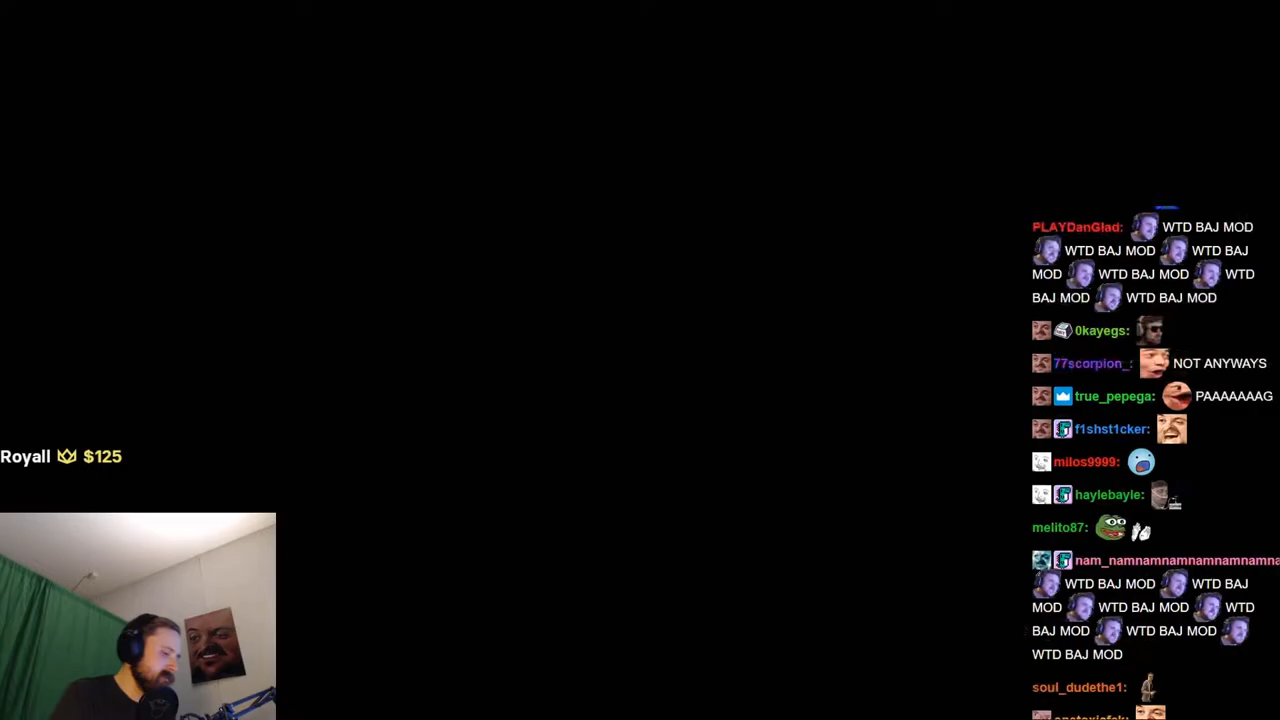 PLAYDanGlad: WTD BAJ MOD
WTD BAJ MOD WTD BAJ
MOD WTD BAJ MOD WTD
BAJ MOD WTD BAJ MOD
0kayegs:
77scorpion_: NOT ANYWAYS
true_pepega: PAAAAAAG
f1shst1cker:
Royall $125
milos9999:
haylebayle:
melito87:
nam_namnamnamnamnamnamna
WTD BAJ MOD WTD BAJ
MOD WTD BAJ MOD WTD
BAJ MOD WTD BAJ MOD
WTD BAJ MOD
soul_dudethe1: